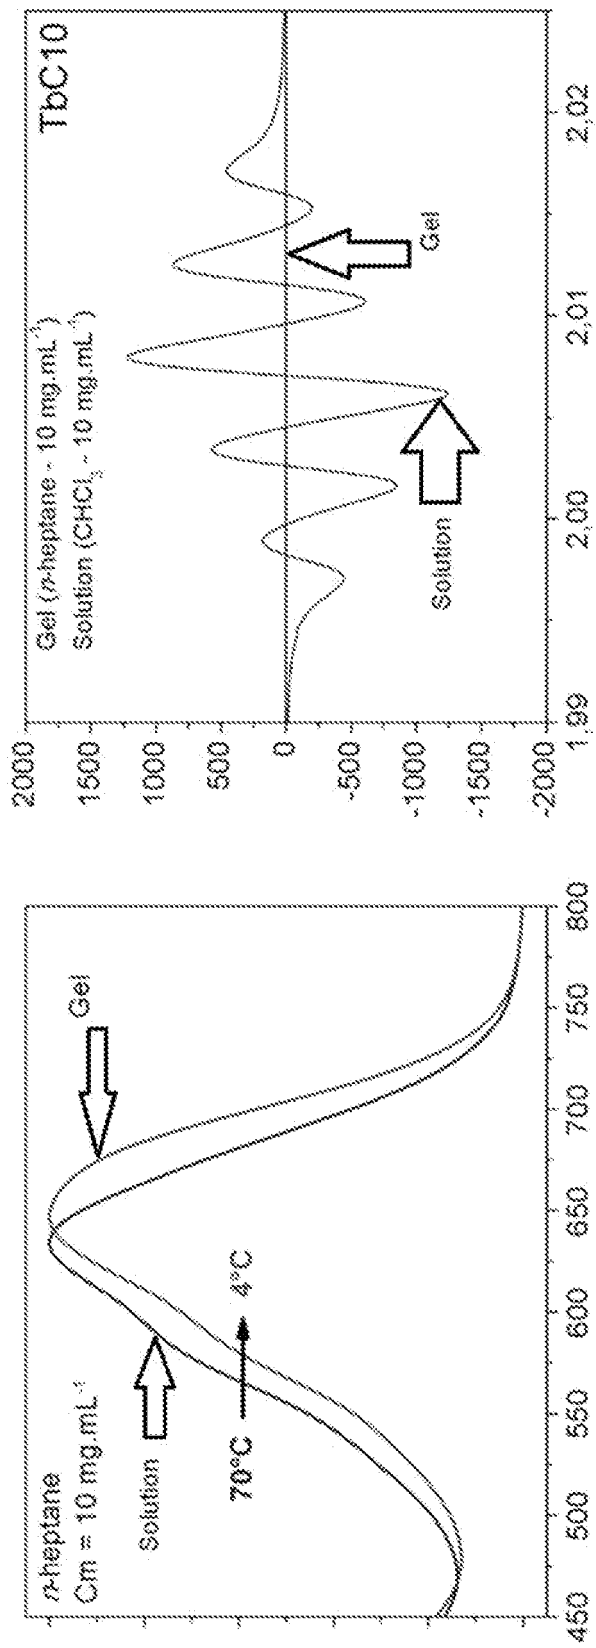 n-heptane
Cm = 10 mg.mL⁻¹
Solution
Gel
70°C
4°C
450
500
550
600
650
700
750
800
TbC10
Gel (n-heptane - 10 mg.mL⁻¹)
Solution (CHCl₃ - 10 mg.mL⁻¹)
Solution
Gel
2000
1500
1000
500
0
-500
-1000
-1500
-2000
1,99
2,00
2,01
2,02